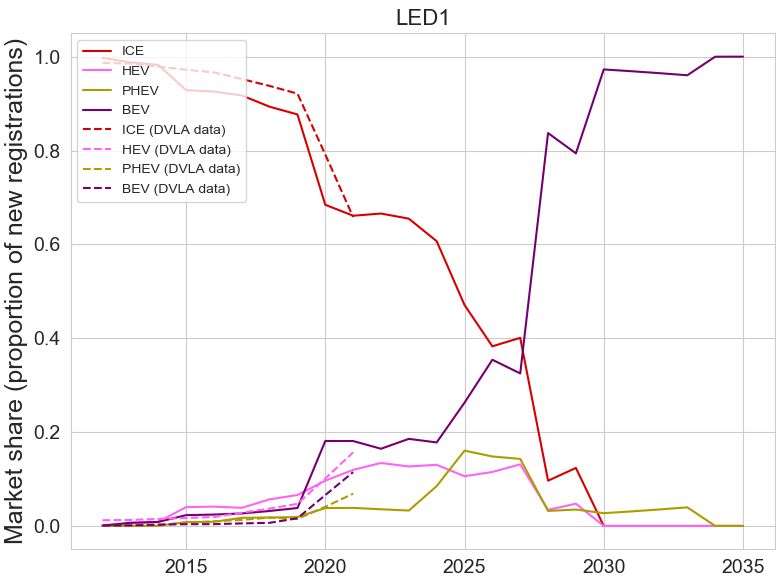 LED1
Market share (proportion of new registrations)
1.0
0.8
0.6
0.4
0.2
0.0
ICE
HEV
PHEV
BEV
ICE (DVLA data)
HEV (DVLA data)
PHEV (DVLA data)
BEV (DVLA data)
2015 2020 2025 2030 2035